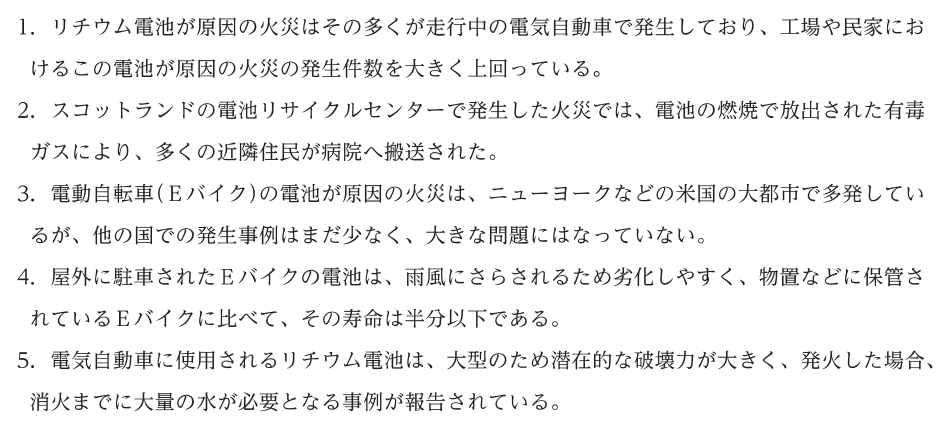 1．リチウム電池が原因の火災はその多くが走行中の電気自動車で発生しており、工場や民家にお
けるこの電池が原因の火災の発生件数を大きく上回っている。
2．スコットランドの電池リサイクルセンターで発生した火災では、電池の燃焼で放出された有毒
ガスにより、多くの近隣住民が病院へ搬送された。
3．電動自転車(Ｅバイク)の電池が原因の火災は、ニューヨークなどの米国の大都市で多発してい
るが、他の国での発生事例はまだ少なく、大きな問題にはなっていない。
4．屋外に駐車されたＥバイクの電池は、雨風にさらされるため劣化しやすく、物置などに保管さ
れているＥバイクに比べて、その寿命は半分以下である。
5．電気自動車に使用されるリチウム電池は、大型のため潜在的な破壊力が大きく、発火した場合、
消火までに大量の水が必要となる事例が報告されている。